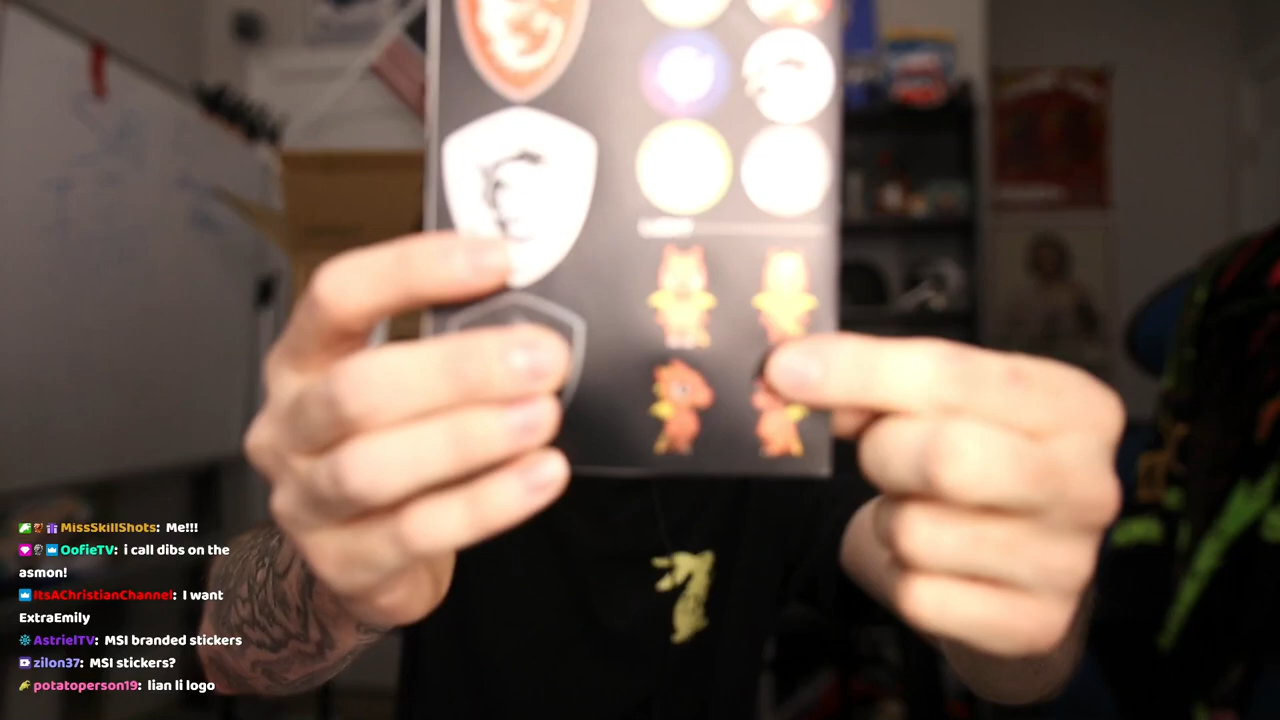 MissSkillShots: Me!!!
OofieTV: i call dibs on the
asmon!
ItsAChristianChannel: I want
ExtraEmily
AstrielTV: MSI branded stickers
zilon37: MSI stickers?
potatoperson19: lian li logo